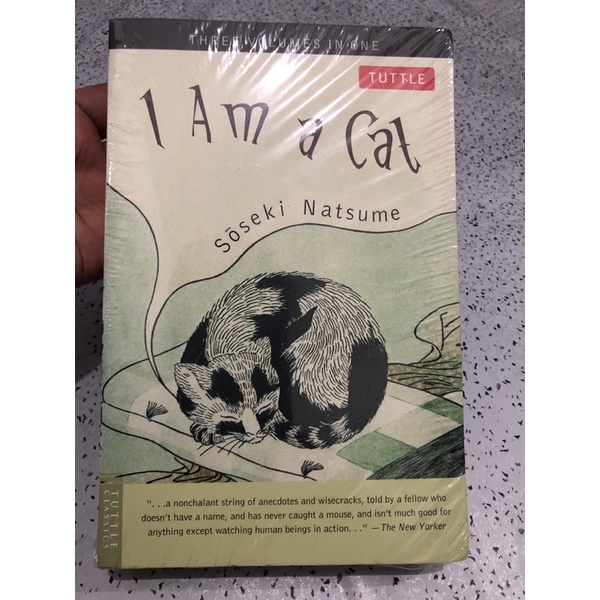 THREE VOLUMES IN ONE
TUTTLE
I Am a Cat
Sōseki Natsume
“. . .a nonchalant string of anecdotes and wisecracks, told by a fellow who
doesn’t have a name, and has never caught a mouse, and isn’t much good for
anything except watching human beings in action. . .” — The New Yorker
TUTTLE
CLASSICS